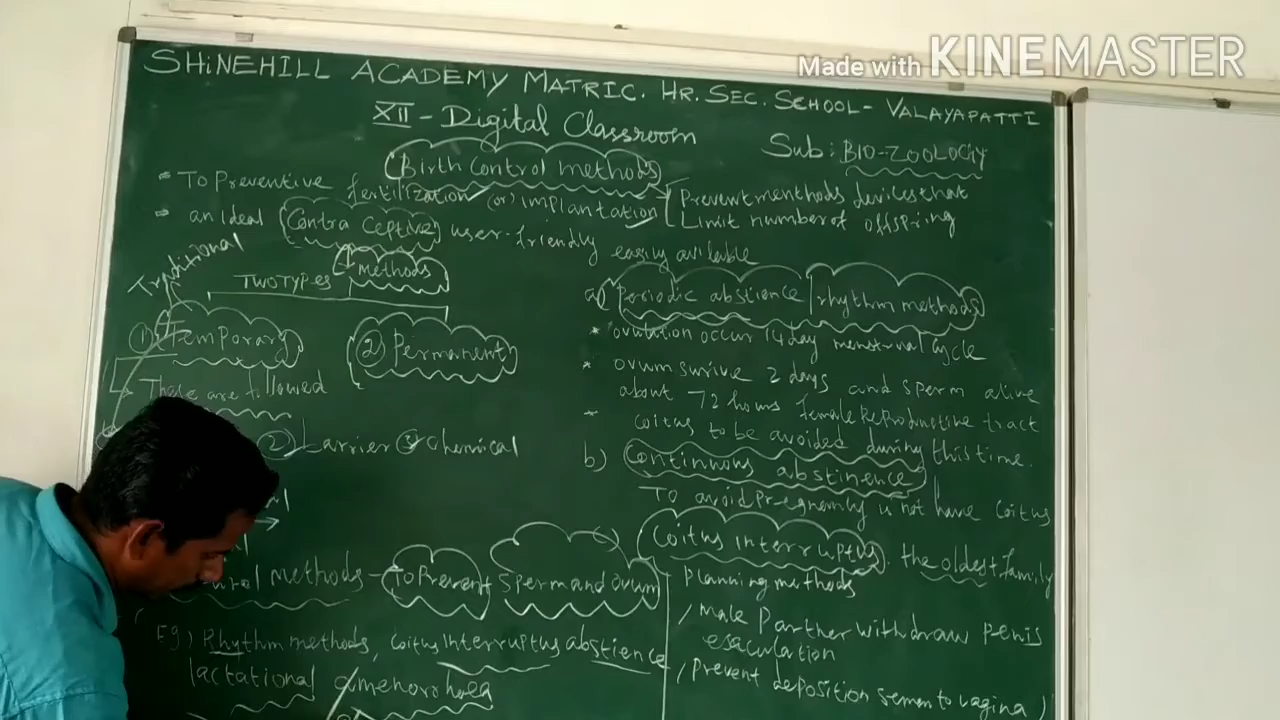 Made with KINEMASTER
SHiNEHILL ACADEMY MATRIC. HR. SEC. SCHOOL - VALAYAPATTI
XII - Digital Classroom
Sub: BIO-ZOOLOGY
Birth Control methods
To Preventive fertilization (or) implantation
Prevent menthods devices that
Limit number of offspring
an ideal Contra ceptive user-friendly easily available
methods
Traditional
TWO TYPES
1) Temporary
2) Permanent
These are followed
2) barrier 3) chemical
methods - To Prevent Sperm and ovum
Eg) Rhythm methods, coitus interruptus abstience
lactational amenorrhoea
a) Periodic abstience / rhythm methods
* ovulation occur 14 day menstrual cycle
* ovum survive 2 days and sperm alive
about 72 hours female Reproductive tract
* coitus to be avoided during this time.
b) Continuous abstinence
To avoid Pregnency is not have coitus
c) Coitus interruptus. the oldest family
planning methods
/ male Partner withdraw penis
esaculation
/ Prevent deposition semen to vagina